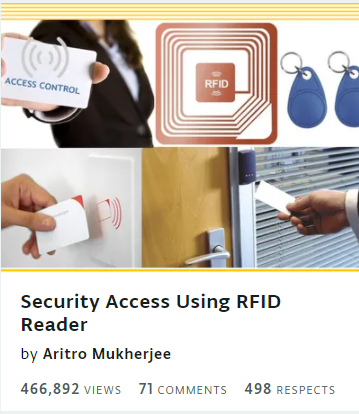 ACCESS CONTROL
RFID
Security Access Using RFID
Reader
by Aritro Mukherjee
466,892 VIEWS 71 COMMENTS 498 RESPECTS